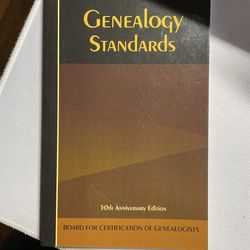 GENEALOGY
STANDARDS
50th ANNIVERSARY EDITION
BOARD FOR CERTIFICATION OF GENEALOGISTS